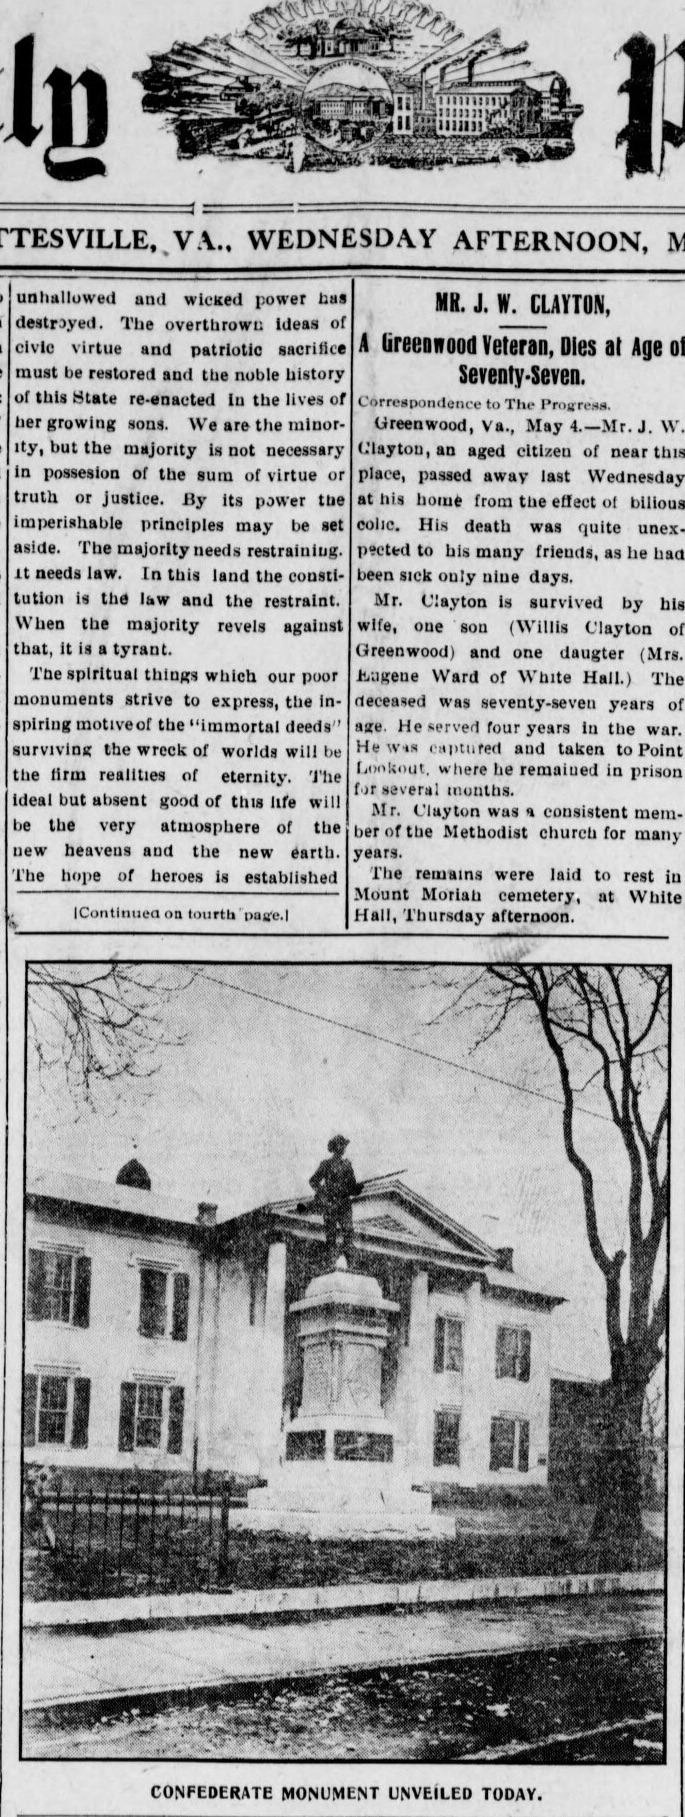 ly P
TTESVILLE, VA., WEDNESDAY AFTERNOON, M
unhallowed and wicked power has
destroyed. The overthrown ideas of
civic virtue and patriotic sacrifice
must be restored and the noble history
of this State re-enacted in the lives of
her growing sons. We are the minor-
ity, but the majority is not necessary
in possesion of the sum of virtue or
truth or justice. By its power the
imperishable principles may be set
aside. The majority needs restraining.
it needs law. In this land the consti-
tution is the law and the restraint.
When the majority revels against
that, it is a tyrant.
The spiritual things which our poor
monuments strive to express, the in-
spiring motive of the "immortal deeds"
surviving the wreck of worlds will be
the firm realities of eternity. The
ideal but absent good of this life will
be the very atmosphere of the
new heavens and the new earth.
The hope of heroes is established
[Continued on fourth page.]
MR. J. W. CLAYTON,
A Greenwood Veteran, Dies at Age of
Seventy-Seven.
Correspondence to The Progress.
Greenwood, Va., May 4.—Mr. J. W.
Clayton, an aged citizen of near this
place, passed away last Wednesday
at his home from the effect of bilious
colic. His death was quite unex-
pected to his many friends, as he had
been sick only nine days.
Mr. Clayton is survived by his
wife, one son (Willis Clayton of
Greenwood) and one daugter (Mrs.
Eugene Ward of White Hall.) The
deceased was seventy-seven years of
age. He served four years in the war.
He was captured and taken to Point
Lookout, where he remained in prison
for several months.
Mr. Clayton was a consistent mem-
ber of the Methodist church for many
years.
The remains were laid to rest in
Mount Moriah cemetery, at White
Hall, Thursday afternoon.
CONFEDERATE MONUMENT UNVEILED TODAY.